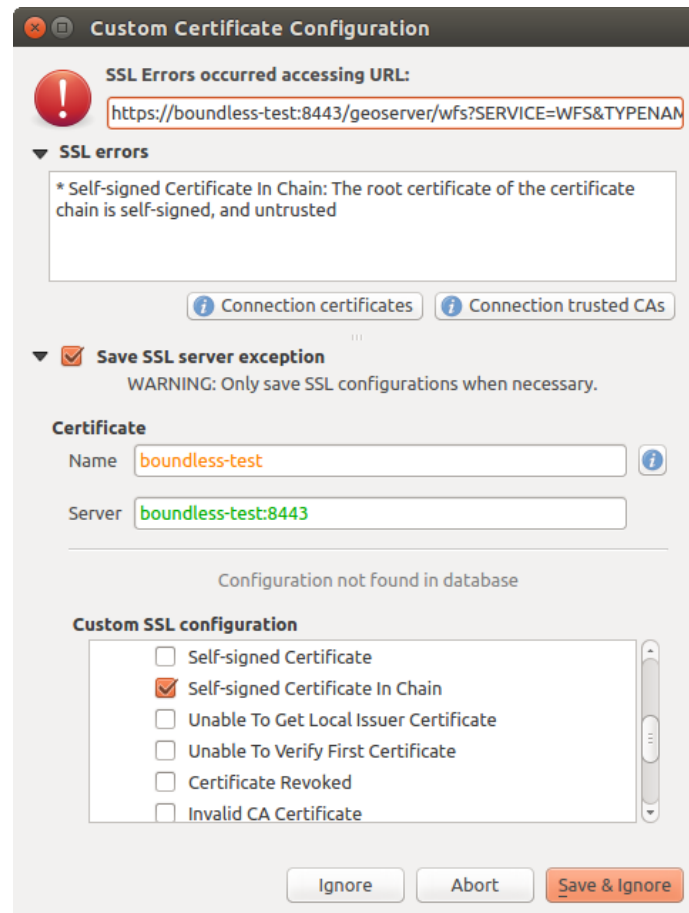 Custom Certificate Configuration
SSL Errors occurred accessing URL:
https://boundless-test:8443/geoserver/wfs?SERVICE=WFS&TYPENAM
SSL errors
* Self-signed Certificate In Chain: The root certificate of the certificate
chain is self-signed, and untrusted
Connection certificates Connection trusted CAs
Save SSL server exception
WARNING: Only save SSL configurations when necessary.
Certificate
Name boundless-test
Server boundless-test:8443
Configuration not found in database
Custom SSL configuration
Self-signed Certificate
Self-signed Certificate In Chain
Unable To Get Local Issuer Certificate
Unable To Verify First Certificate
Certificate Revoked
Invalid CA Certificate
Ignore Abort Save & Ignore